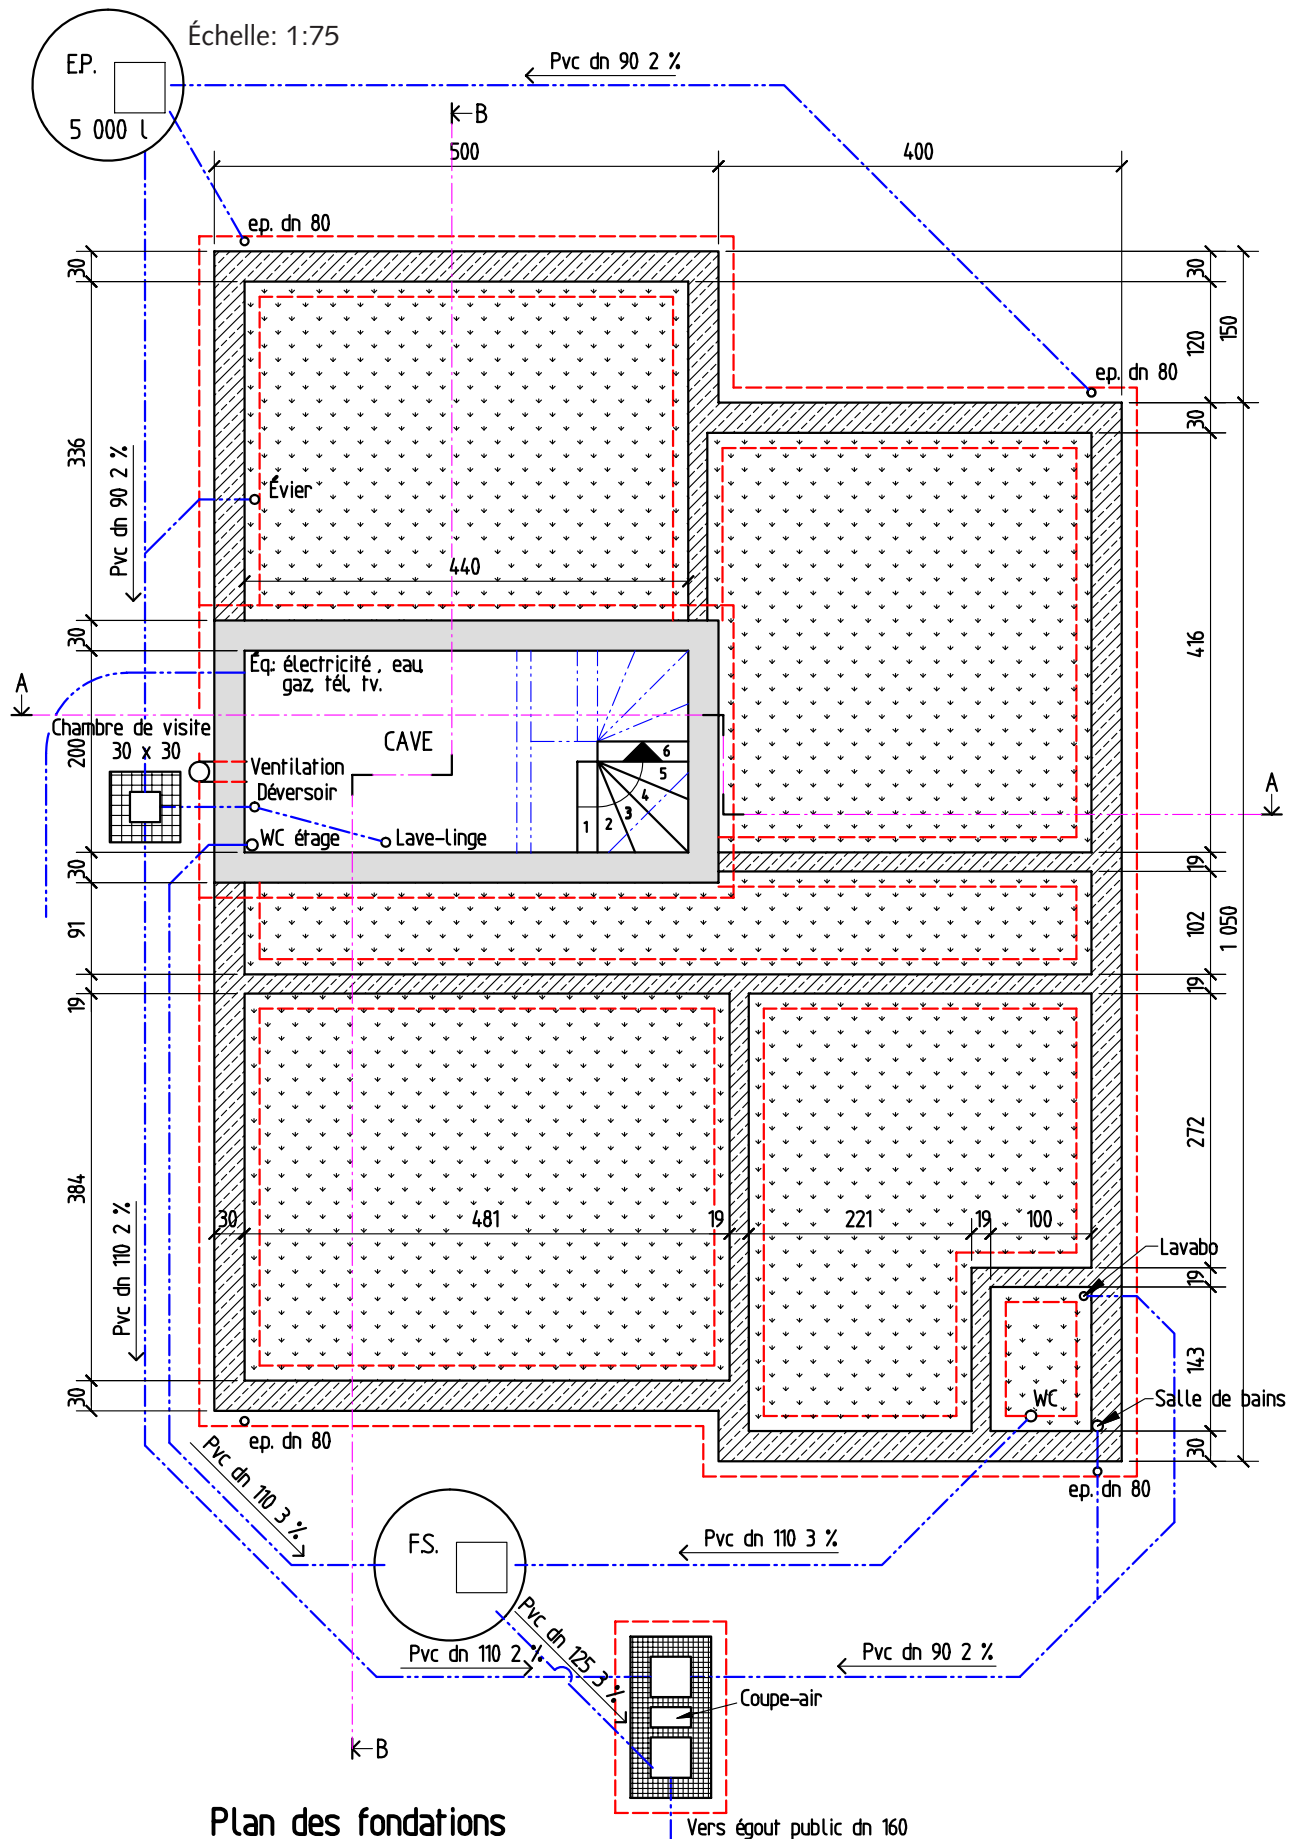 Échelle: 1:75
E.P.
5 000 l
Pvc dn 90 2 %
B
500
400
ep. dn 80
30
336
30
200
30
91
19
384
30
30
120
150
30
416
19
102
1 050
19
272
19
143
30
ep. dn 80
Pvc dn 90 2 %
Évier
440
A
Éq.: électricité, eau,
gaz, tél, tv.
Chambre de visite
30 x 30
CAVE
Ventilation
Déversoir
WC étage
Lave-linge
1
2
3
4
5
6
A
30
481
19
221
19
100
Pvc dn 110 2 %
Lavabo
WC
Salle de bains
ep. dn 80
ep. dn 80
Pvc dn 110 3 %
F.S.
Pvc dn 110 3 %
Pvc dn 125 3 %
Pvc dn 110 2 %
Pvc dn 90 2 %
Coupe-air
B
Plan des fondations
Vers égout public dn 160